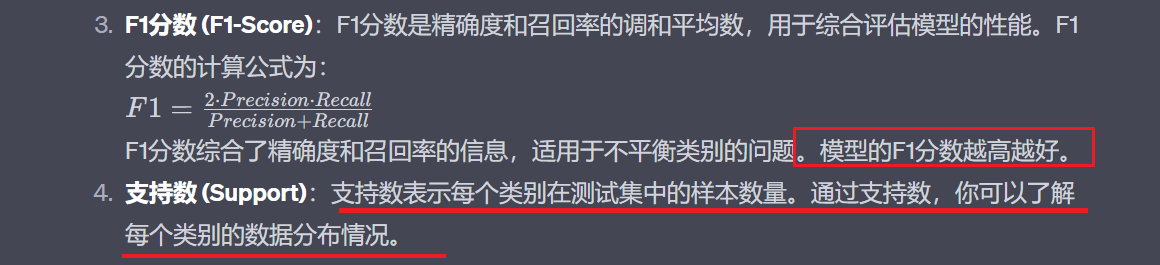 3. F1分数 (F1-Score)：F1分数是精确度和召回率的调和平均数，用于综合评估模型的性能。F1
分数的计算公式为：
F1 = 2·Precision·Recall / Precision+Recall
F1分数综合了精确度和召回率的信息，适用于不平衡类别的问题。模型的F1分数越高越好。
4. 支持数 (Support)：支持数表示每个类别在测试集中的样本数量。通过支持数，你可以了解
每个类别的数据分布情况。